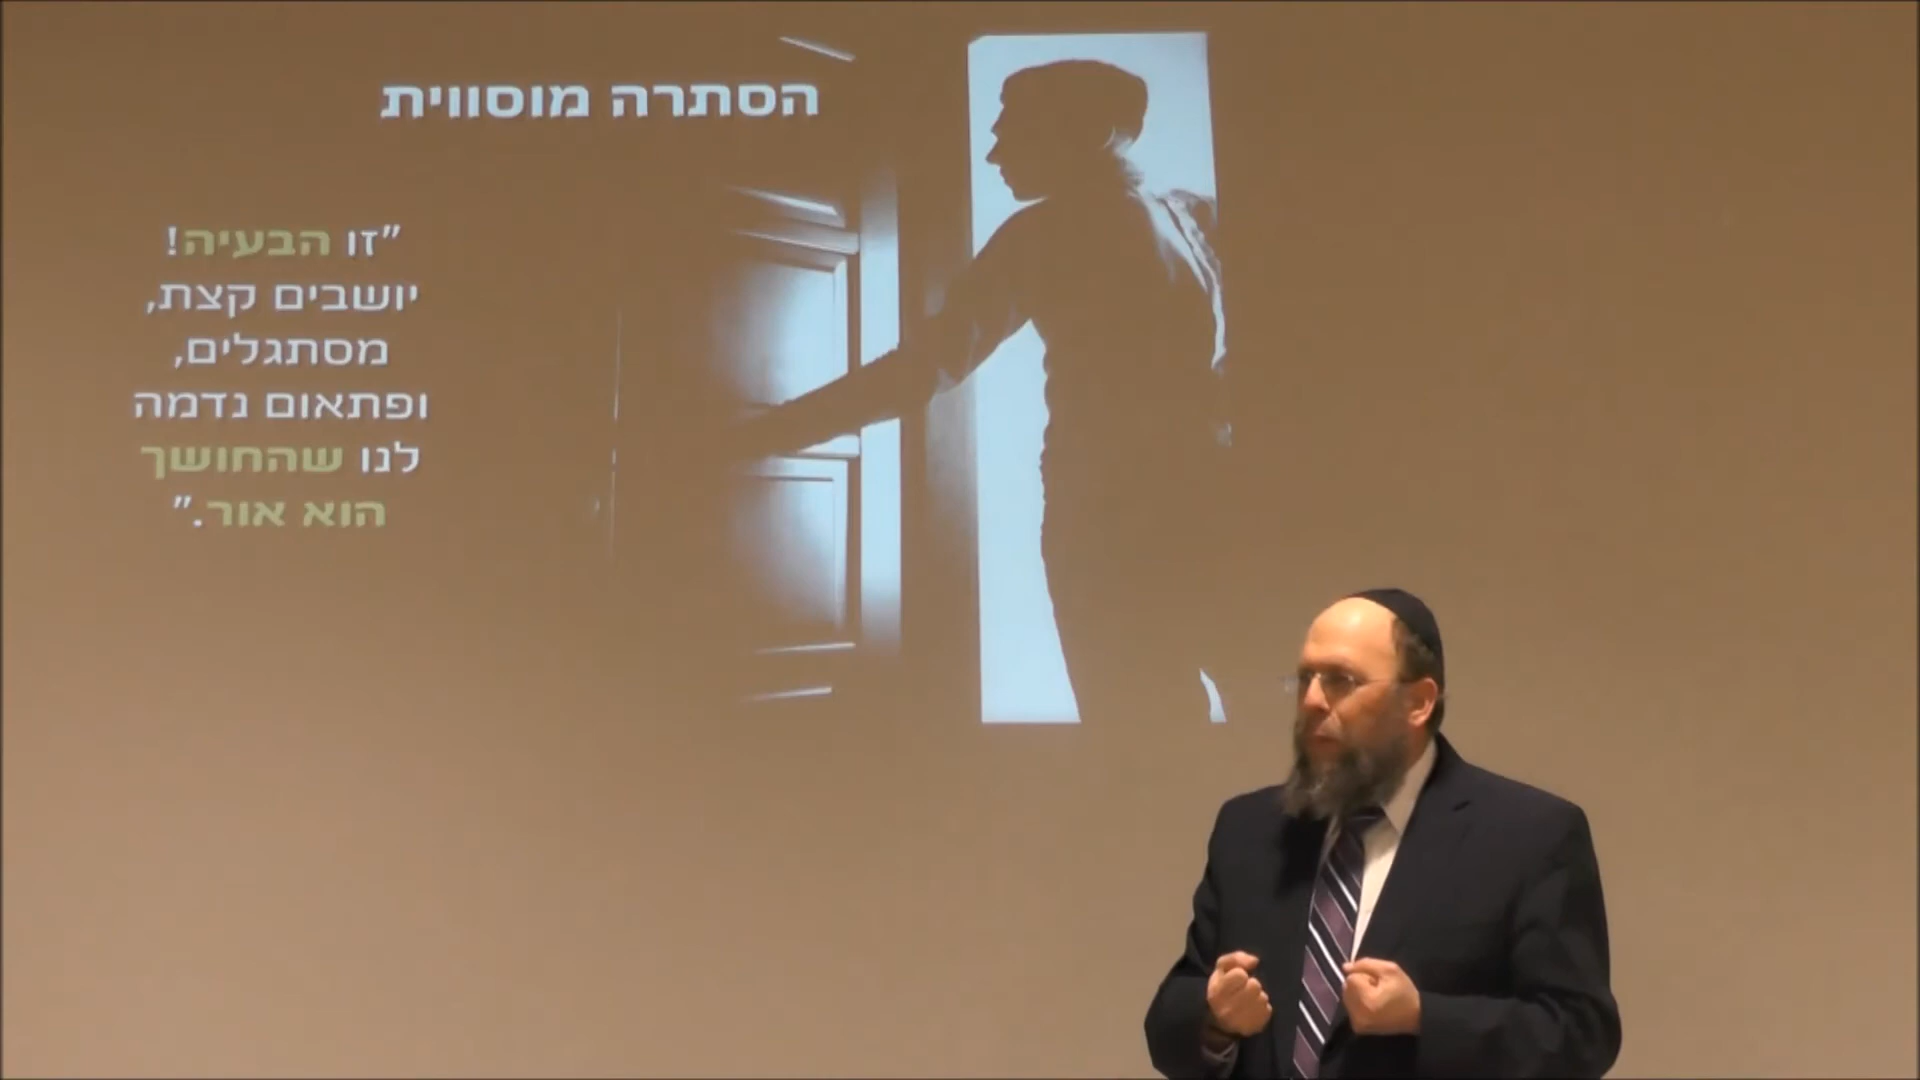 הסתרה מוסווית
"זו הבעיה!
יושבים קצת,
מסתגלים,
ופתאום נדמה
לנו שהחושך
הוא אור."